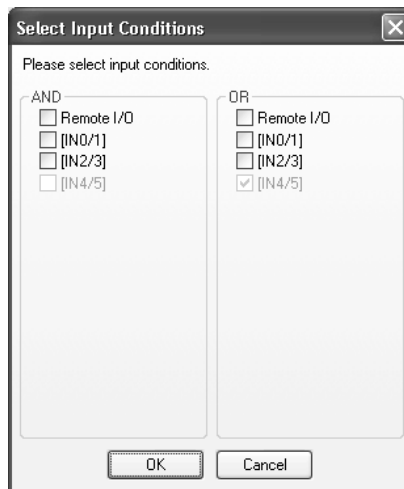 Select Input Conditions
Please select input conditions.
AND
Remote I/O
[IN0/1]
[IN2/3]
[IN4/5]
OR
Remote I/O
[IN0/1]
[IN2/3]
[IN4/5]
OK
Cancel